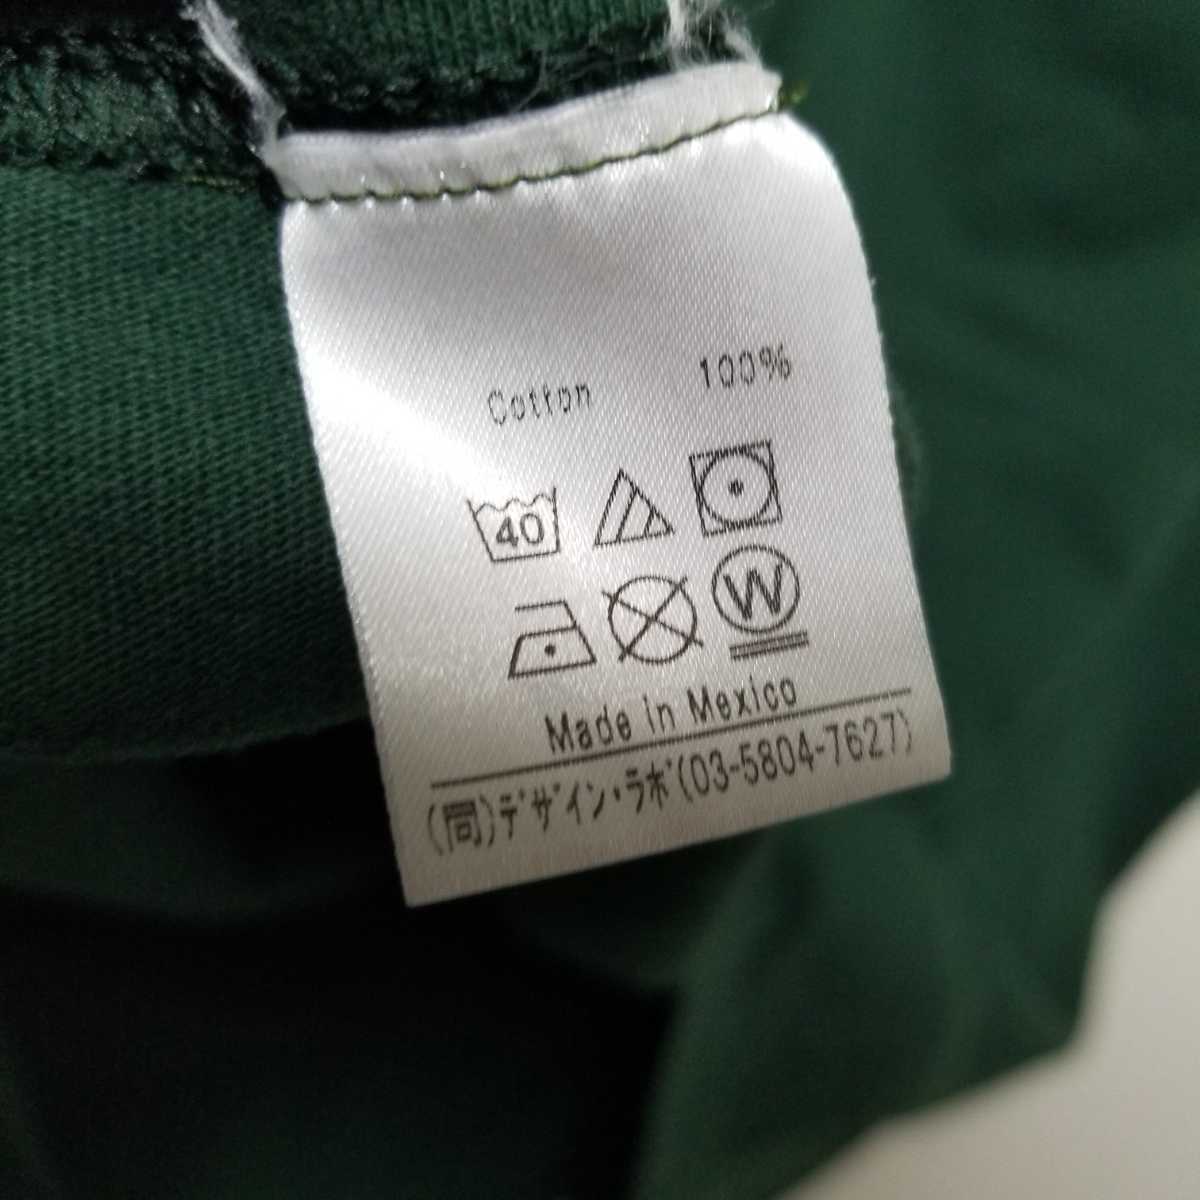 Cotton 100%
40
W
Made in Mexico
(同)デザイン・ラボ(03-5804-7627)